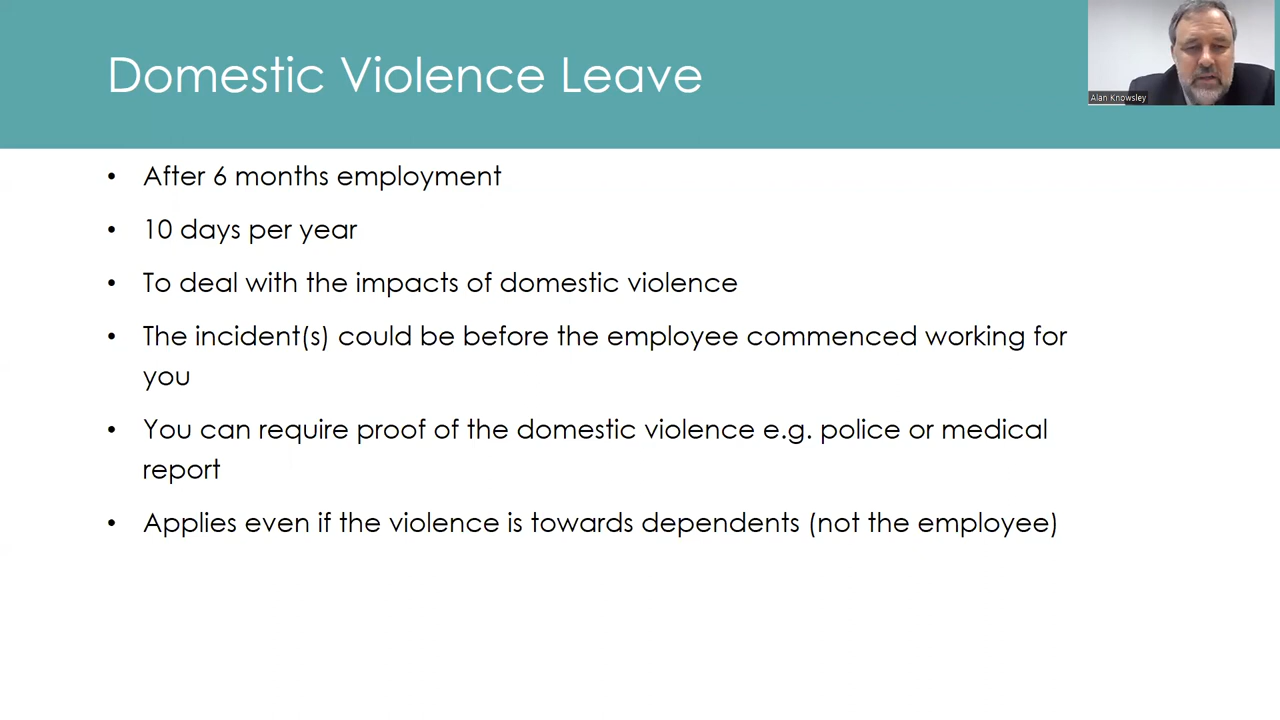 Domestic Violence Leave
Alan Knowsley
• After 6 months employment
• 10 days per year
• To deal with the impacts of domestic violence
• The incident(s) could be before the employee commenced working for
you
• You can require proof of the domestic violence e.g. police or medical
report
• Applies even if the violence is towards dependents (not the employee)